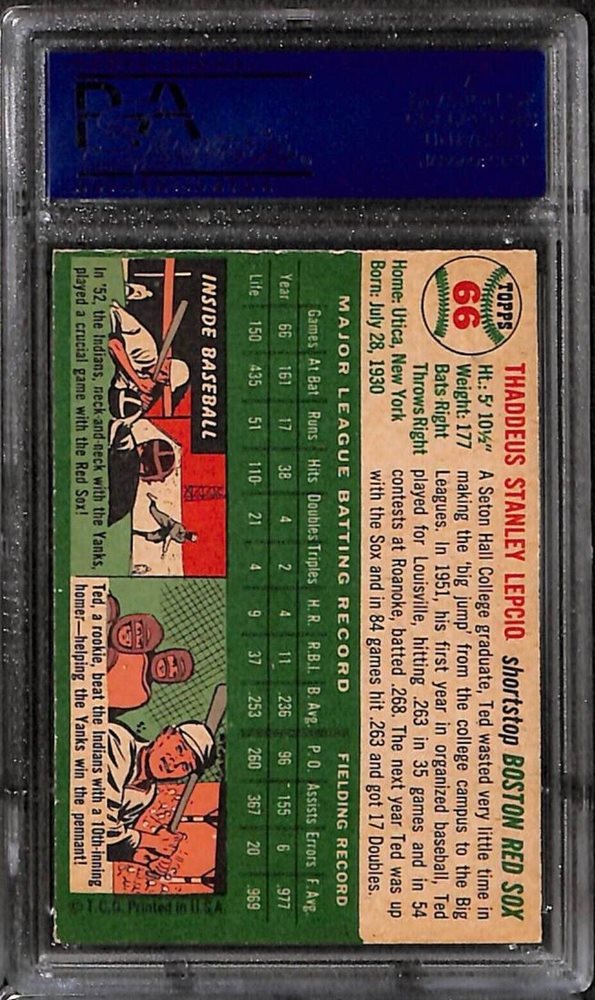 TOPPS
66
THADDEUS STANLEY LEPCIO shortstop BOSTON RED SOX
Ht.: 5' 10½"
Weight: 177
Bats Right
Throws Right
Home: Utica, New York
Born: July 28, 1930
A Seton Hall College graduate, Ted wasted very little time in
making the 'big jump' from the college campus to the Big
Leagues. In 1951, his first year in organized baseball, Ted
played for Louisville, hitting .263 in 35 games and in 54
contests at Roanoke, batted .268. The next year Ted was up
with the Sox and in 84 games hit .263 and got 17 Doubles.
MAJOR LEAGUE BATTING RECORD FIELDING RECORD
Games At Bat Runs Hits Doubles Triples H.R. R.B.I. B. Avg. P.O. Assists Errors F. Avg.
Year 66 161 17 38 4 2 4 11 .236 96 155 6 .977
Life 150 435 51 110 21 4 9 37 .253 260 367 20 .969
INSIDE BASEBALL
In '52, the Indians, neck-and-neck with the Yanks,
played a crucial game with the Red Sox!
Ted, a rookie, beat the Indians with a 10th-inning
homer—helping the Yanks win the pennant!
© T.C.G. Printed in U.S.A.